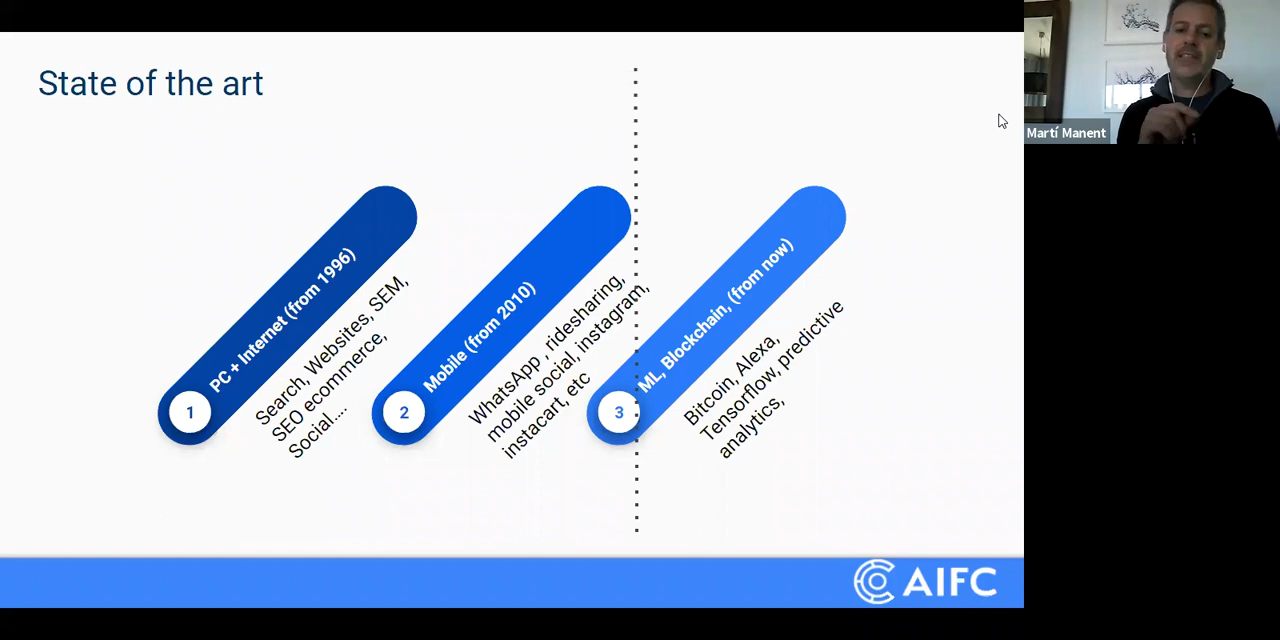 State of the art
Martí Manent
1
PC + Internet (from 1996)
Search, Websites, SEM,
SEO ecommerce,
Social....
2
Mobile (from 2010)
WhatsApp , ridesharing,
mobile social, instagram,
instacart, etc
3
ML, Blockchain, (from now)
Bitcoin, Alexa,
Tensorflow, predictive
analytics,
AIFC